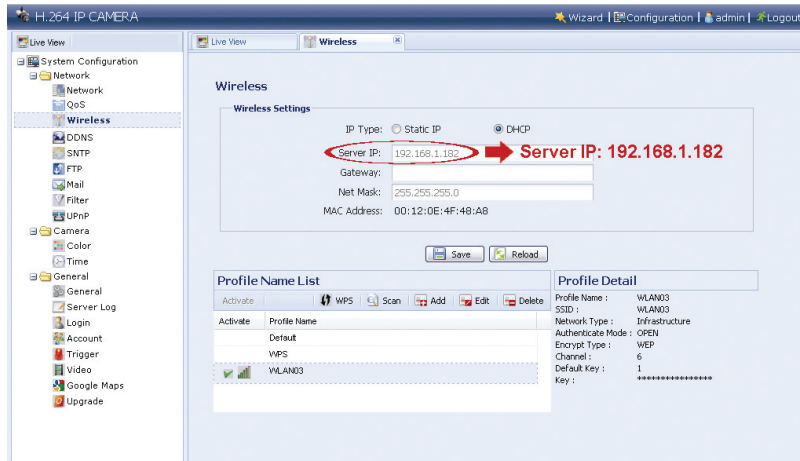 H.264 IP CAMERA
Wizard | Configuration | admin | Logout
Live View
System Configuration
Network
Network
QoS
Wireless
DDNS
SNTP
FTP
Mail
Filter
UPnP
Camera
Color
Time
General
General
Server Log
Login
Account
Trigger
Video
Google Maps
Upgrade
Live View
Wireless
Wireless
Wireless Settings
IP Type: Static IP DHCP
Server IP: 192.168.1.182 Server IP: 192.168.1.182
Gateway:
Net Mask: 255.255.255.0
MAC Address: 00:12:0E:4F:48:A8
Save Reload
Profile Name List
Activate WPS Scan Add Edit Delete
Activate Profile Name
Default
WPS
WLAN03
Profile Detail
Profile Name : WLAN03
SSID : WLAN03
Network Type : Infrastructure
Authenticate Mode : OPEN
Encrypt Type : WEP
Channel : 6
Default Key : 1
Key : ****************